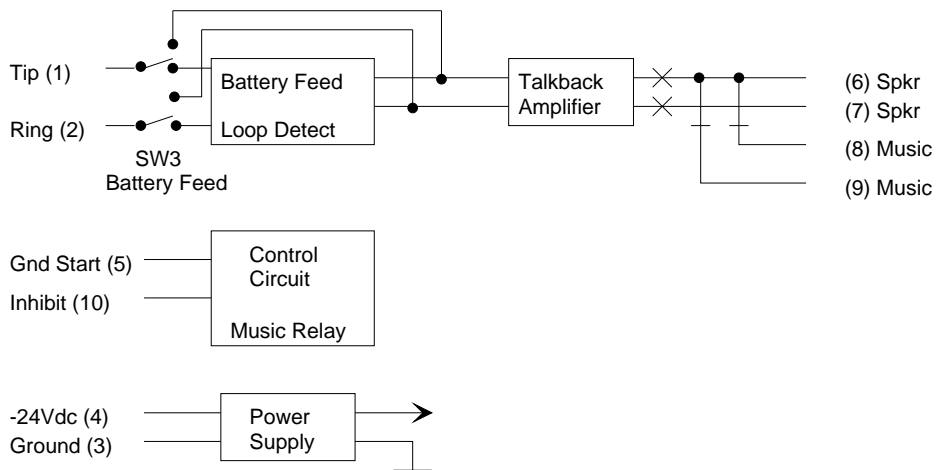 Tip (1)
Battery Feed
Talkback
Amplifier
(6) Spkr
(7) Spkr
Ring (2)
Loop Detect
(8) Music
SW3
Battery Feed
(9) Music
Gnd Start (5)
Control
Circuit
Inhibit (10)
Music Relay
-24Vdc (4)
Power
Supply
Ground (3)